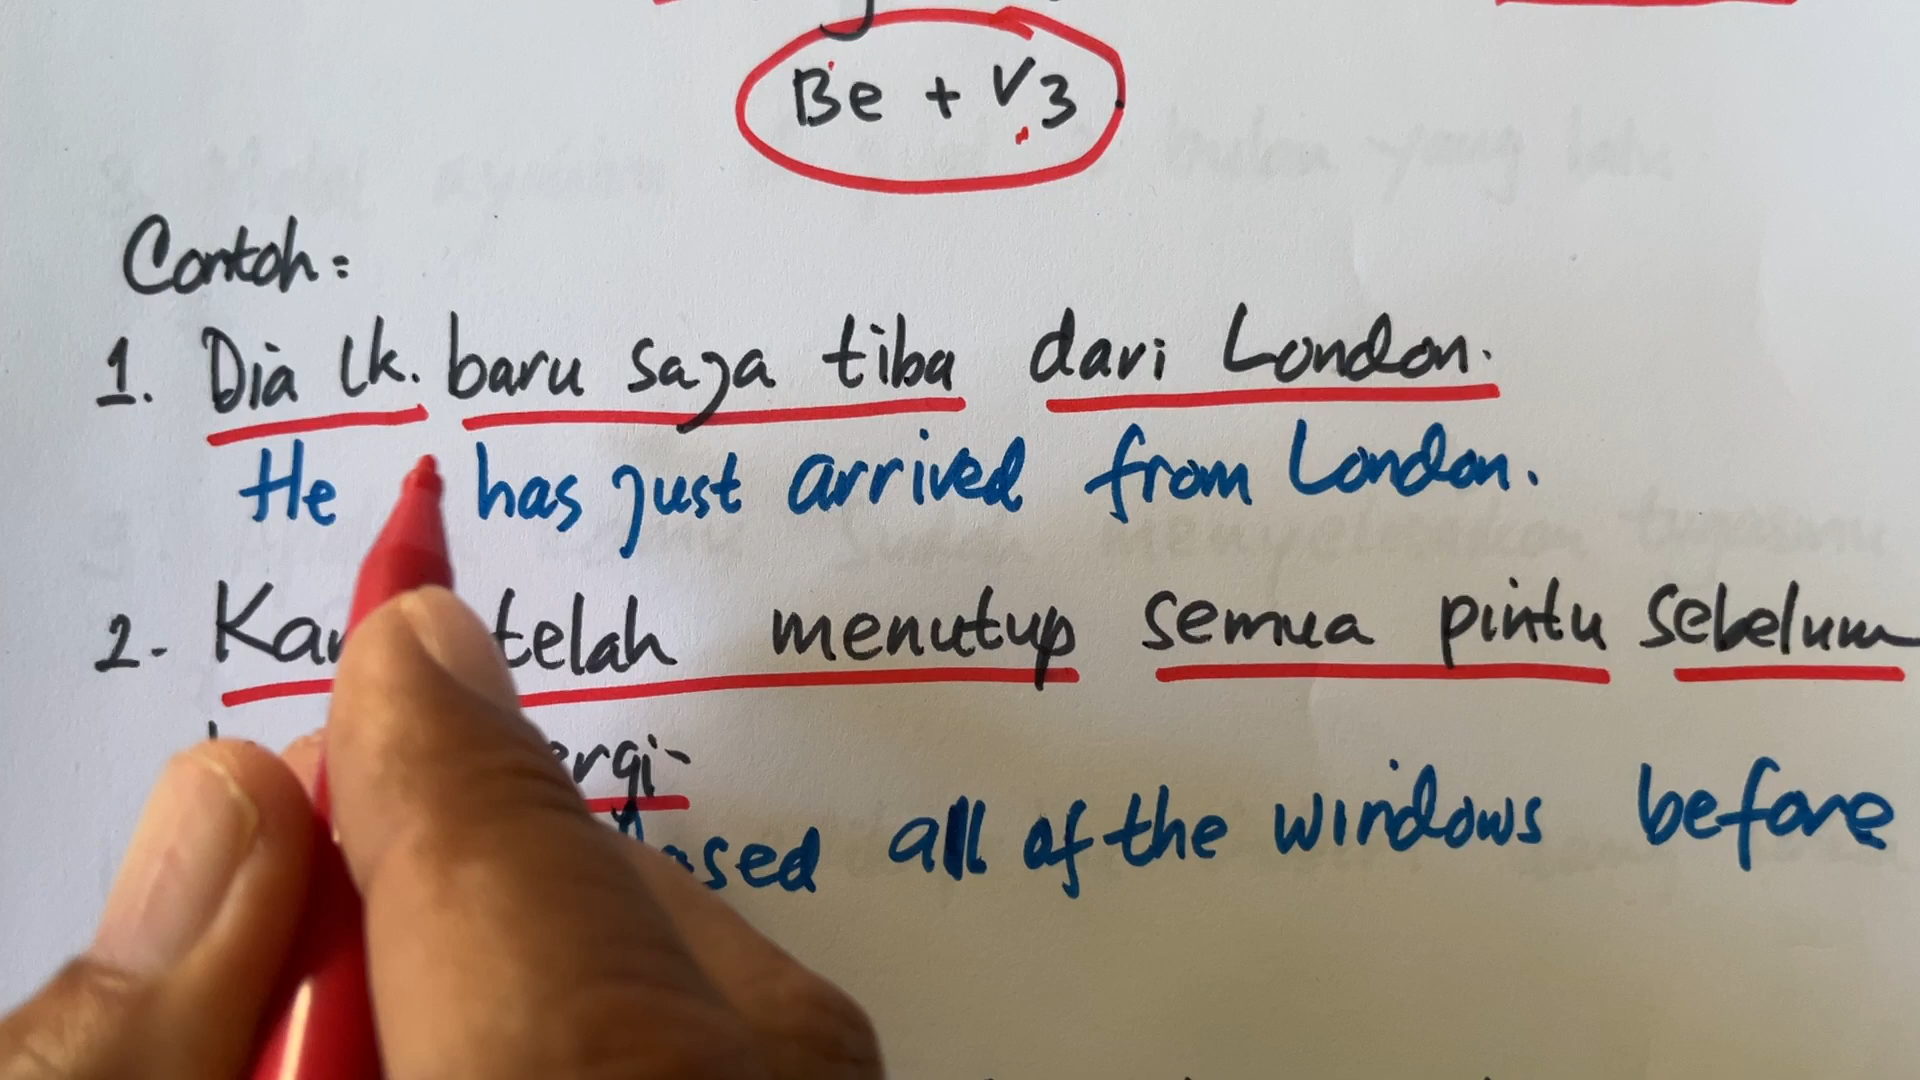 Be + V3
Contoh:
1. Dia lk. baru saja tiba dari London.
He has just arrived from London.
2. telah menutup semua pintu sebelum
all of the windows before